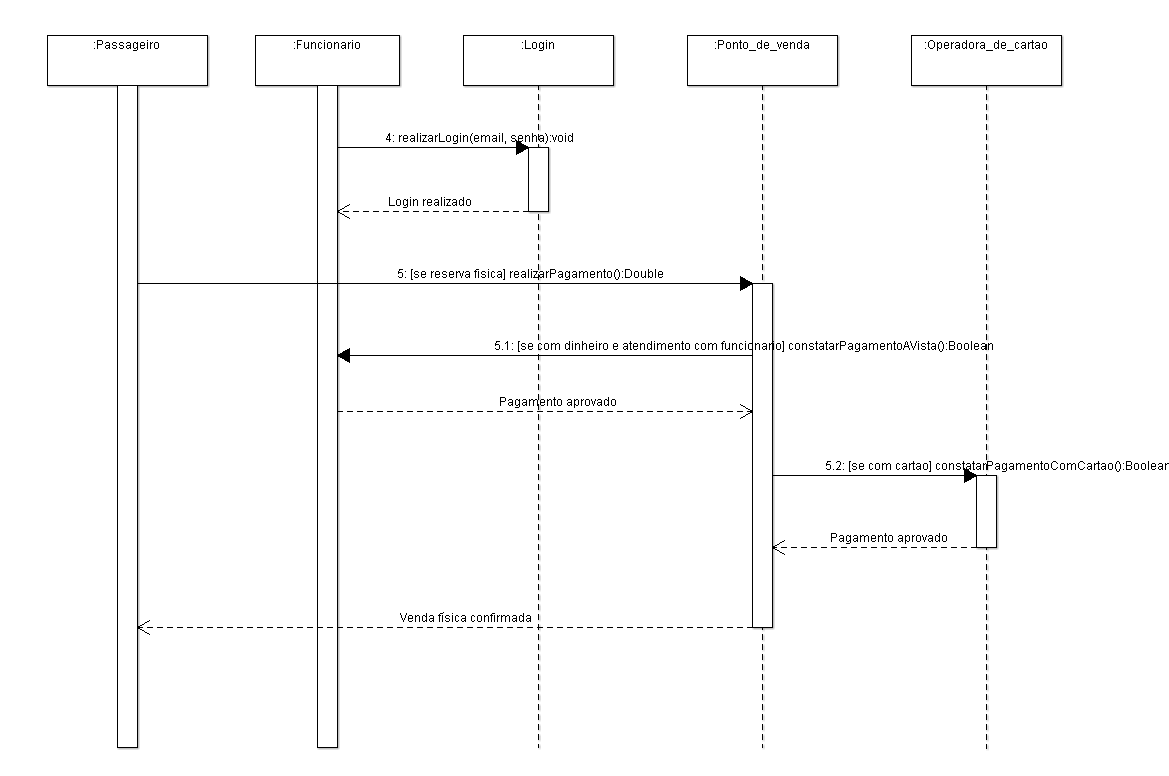 :Passageiro
:Funcionario
:Login
:Ponto_de_venda
:Operadora_de_cartao
4: realizarLogin(email, senha):void
Login realizado
5: [se reserva fisica] realizarPagamento():Double
5.1: [se com dinheiro e atendimento com funcionario] constatarPagamentoAVista():Boolean
Pagamento aprovado
5.2: [se com cartao] constatarPagamentoComCartao():Boolean
Pagamento aprovado
Venda física confirmada